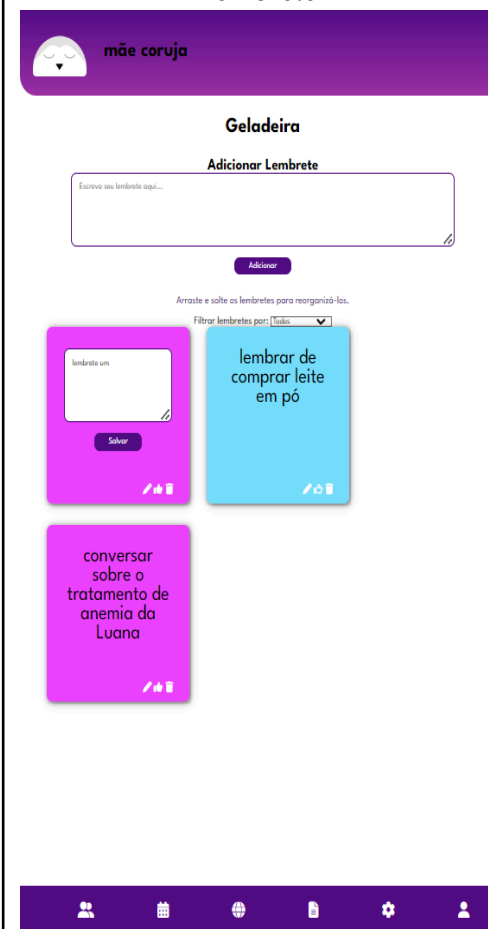 mãe coruja
Geladeira
Adicionar Lembrete
Escreva seu lembrete aqui...
Adicionar
Arraste e solte os lembretes para reorganizá-los.
Filtrar lembretes por: Todos
lembrete um
Salvar
lembrar de
comprar leite
em pó
conversar
sobre o
tratamento de
anemia da
Luana